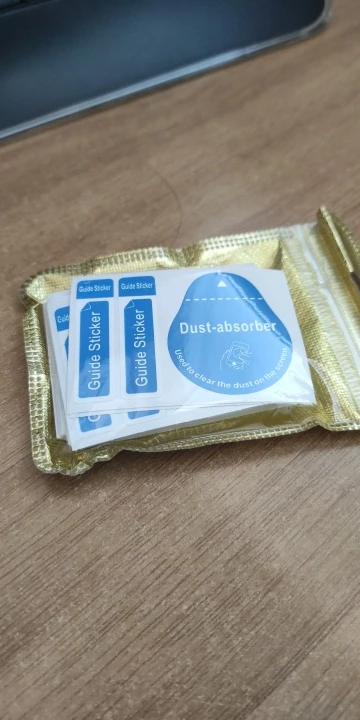 Guide Sticker
Guide Sticker
Guide Sticker
Guide Sticker
Dust-absorber
Used to clear the dust on the screen